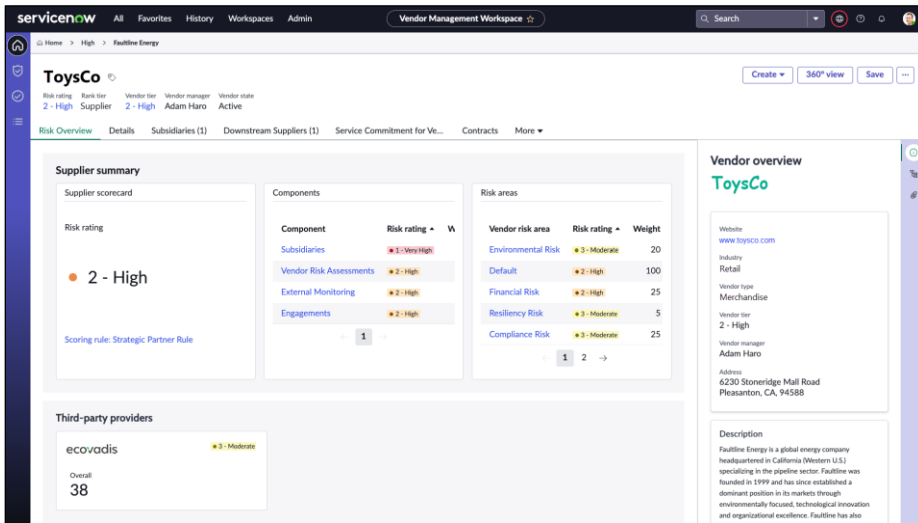 servicenow All Favorites History Workspaces Admin Vendor Management Workspace Search
Home > High > Faultline Energy
ToysCo
Create 360° view Save ...
Risk rating Rank tier Vendor tier Vendor manager Vendor state
2 - High Supplier 2 - High Adam Haro Active
Risk Overview Details Subsidiaries (1) Downstream Suppliers (1) Service Commitment for Ve... Contracts More
Supplier summary
Supplier scorecard
Risk rating
2 - High
Scoring rule: Strategic Partner Rule
Components
Component Risk rating W
Subsidiaries 1 - Very High
Vendor Risk Assessments 2 - High
External Monitoring 2 - High
Engagements 2 - High
1
Risk areas
Vendor risk area Risk rating Weight
Environmental Risk 3 - Moderate 20
Default 2 - High 100
Financial Risk 2 - High 25
Resiliency Risk 3 - Moderate 5
Compliance Risk 3 - Moderate 25
1 2
Third-party providers
ecovadis 3 - Moderate
Overall
38
Vendor overview
ToysCo
Website
www.toysco.com
Industry
Retail
Vendor type
Merchandise
Vendor tier
2 - High
Vendor manager
Adam Haro
Address
6230 Stoneridge Mall Road
Pleasanton, CA, 94588
Description
Faultline Energy is a global energy company
headquartered in California (Western U.S.)
specializing in the pipeline sector. Faultine was
founded in 1999 and has since established a
dominant position in its markets through
environmentally focused, technological innovation
and organizational excellence. Faultline has also